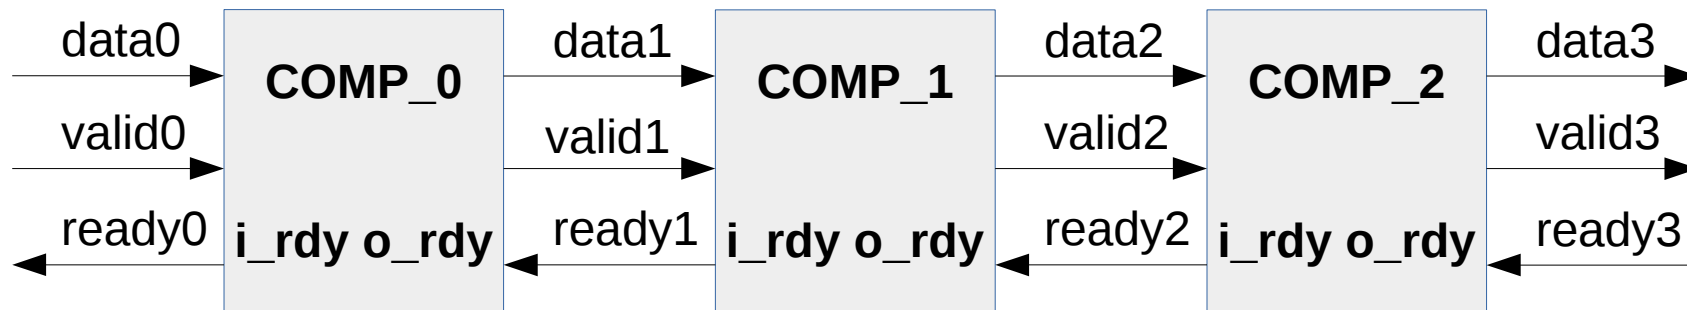 data0 data1 data2 data3
COMP_0 COMP_1 COMP_2
valid0 valid1 valid2 valid3
ready0 ready1 ready2 ready3
i_rdy o_rdy i_rdy o_rdy i_rdy o_rdy